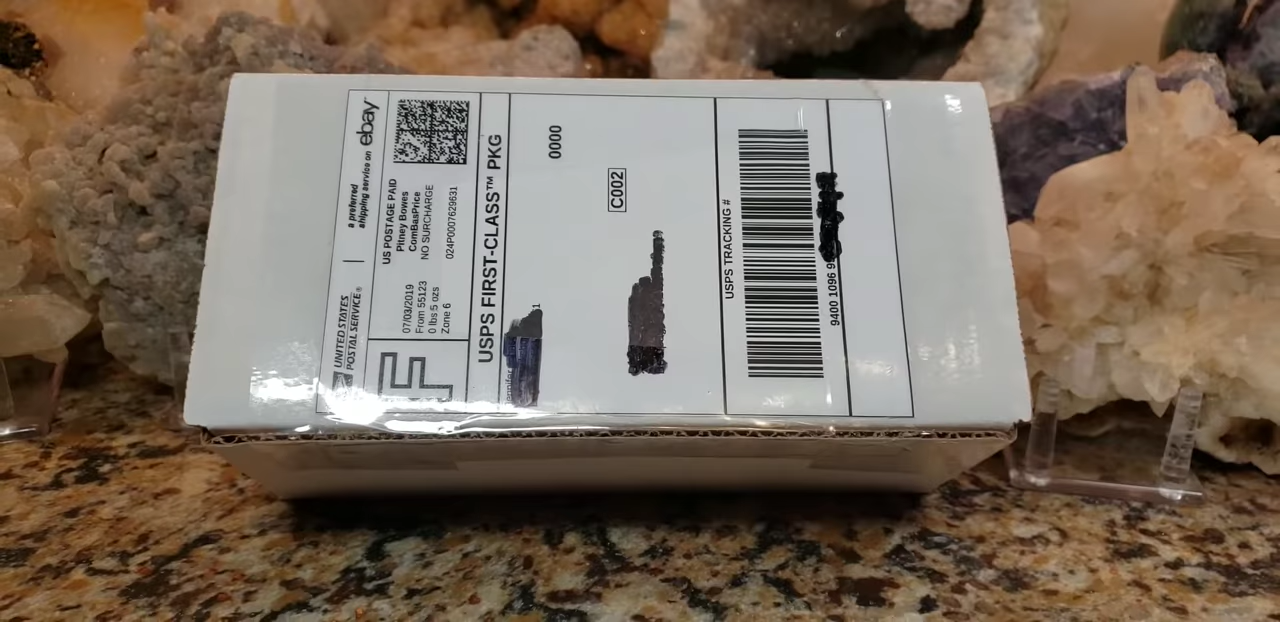 UNITED STATES
POSTAL SERVICE®
a preferred
shipping service on
ebay
F
07/03/2019
From 55123
0 lbs 5 ozs
Zone 6
US POSTAGE PAID
Pitney Bowes
ComBasPrice
NO SURCHARGE
024P0007629631
USPS FIRST-CLASS™ PKG
0000
C002
USPS TRACKING #
9400 1096 9